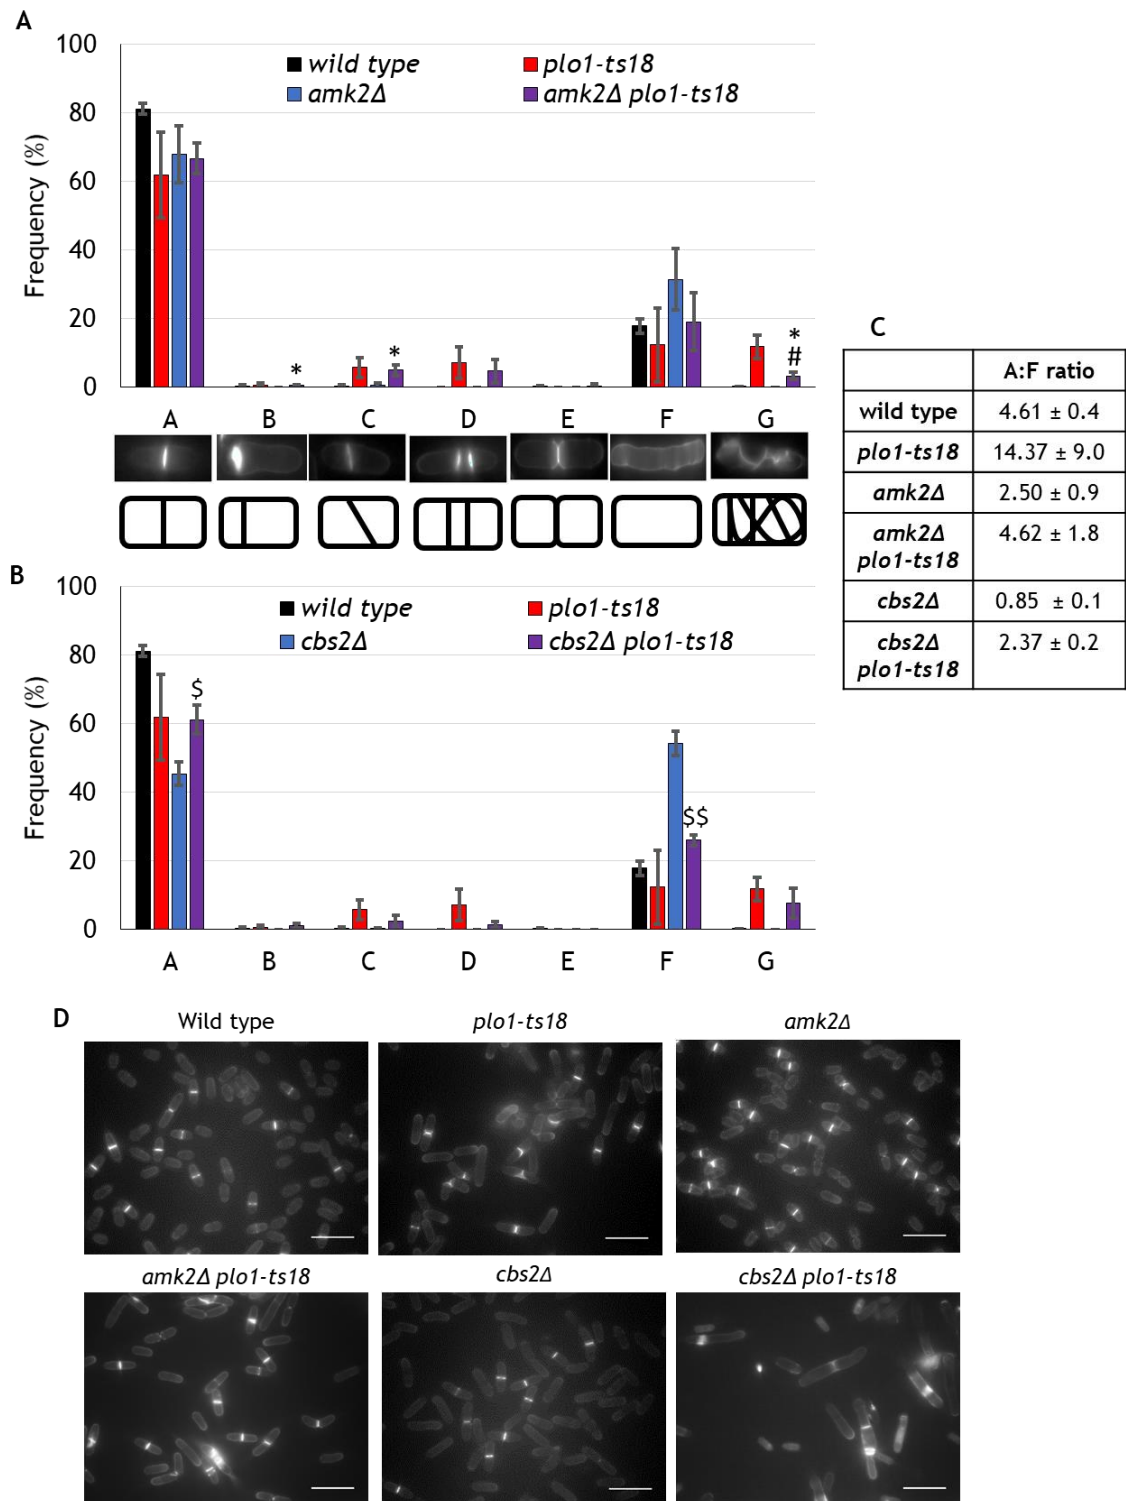 A
100
80
60
40
20
0
Frequency (%)
wild type
plo1-ts18
amk2Δ
amk2Δ plo1-ts18
*
*
*
#
A B C D E F G
B
100
80
60
40
20
0
Frequency (%)
wild type
plo1-ts18
cbs2Δ
cbs2Δ plo1-ts18
$
$$
A B C D E F G
C
A:F ratio
wild type 4.61 ± 0.4
plo1-ts18 14.37 ± 9.0
amk2Δ 2.50 ± 0.9
amk2Δ 4.62 ± 1.8
plo1-ts18
cbs2Δ 0.85 ± 0.1
cbs2Δ 2.37 ± 0.2
plo1-ts18
D
Wild type
plo1-ts18
amk2Δ
amk2Δ plo1-ts18
cbs2Δ
cbs2Δ plo1-ts18